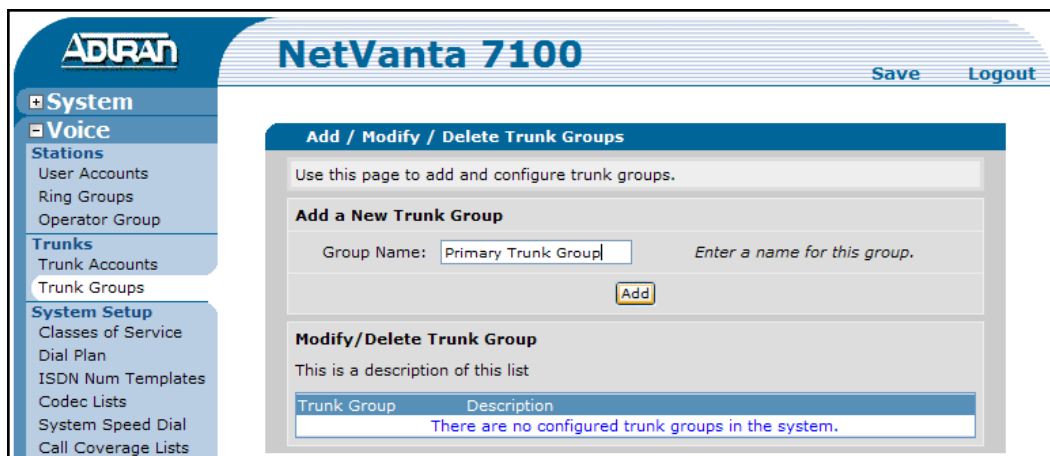 ADTRAN
NetVanta 7100
Save Logout
System
Voice
Stations
User Accounts
Ring Groups
Operator Group
Trunks
Trunk Accounts
Trunk Groups
System Setup
Classes of Service
Dial Plan
ISDN Num Templates
Codec Lists
System Speed Dial
Call Coverage Lists
Add / Modify / Delete Trunk Groups
Use this page to add and configure trunk groups.
Add a New Trunk Group
Group Name: Primary Trunk Group Enter a name for this group.
Add
Modify/Delete Trunk Group
This is a description of this list
Trunk Group Description
There are no configured trunk groups in the system.